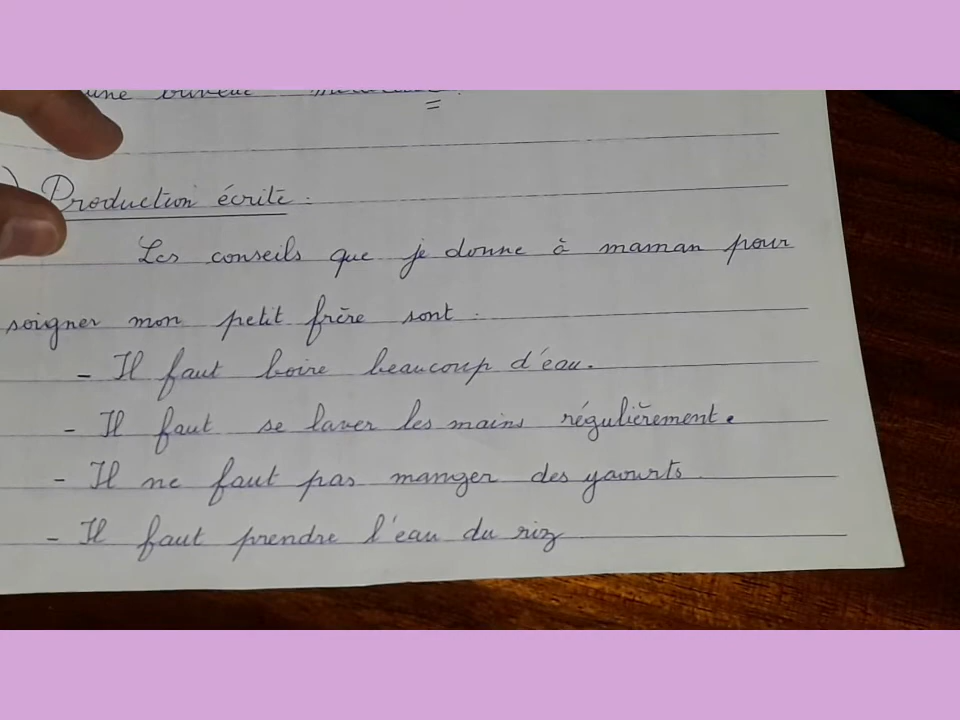 une
Production écrite :
Les conseils que je donne à maman pour
soigner mon petit frère sont :
- Il faut boire beaucoup d'eau.
- Il faut se laver les mains régulièrement.
- Il ne faut pas manger des yaourts.
- Il faut prendre l'eau du riz